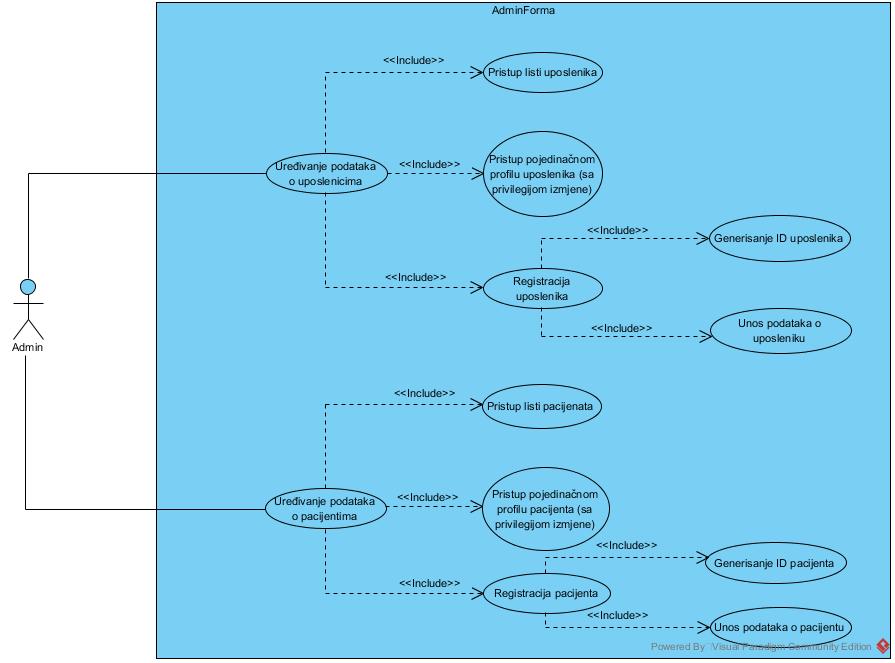 AdminForma
<<Include>>
Pristup listi uposlenika
Uređivanje podataka
o uposlenicima
<<Include>>
Pristup pojedinačnom
profilu uposlenika (sa
privilegijom izmjene)
<<Include>>
Generisanje ID uposlenika
<<Include>>
Registracija
uposlenika
<<Include>>
Unos podataka o
uposleniku
Admin
<<Include>>
Pristup listi pacijenata
Uređivanje podataka
o pacijentima
<<Include>>
Pristup pojedinačnom
profilu pacijenta (sa
privilegijom izmjene)
<<Include>>
Generisanje ID pacijenta
<<Include>>
Registracija pacijenta
<<Include>>
Unos podataka o pacijentu
Powered By Visual Paradigm Community Edition